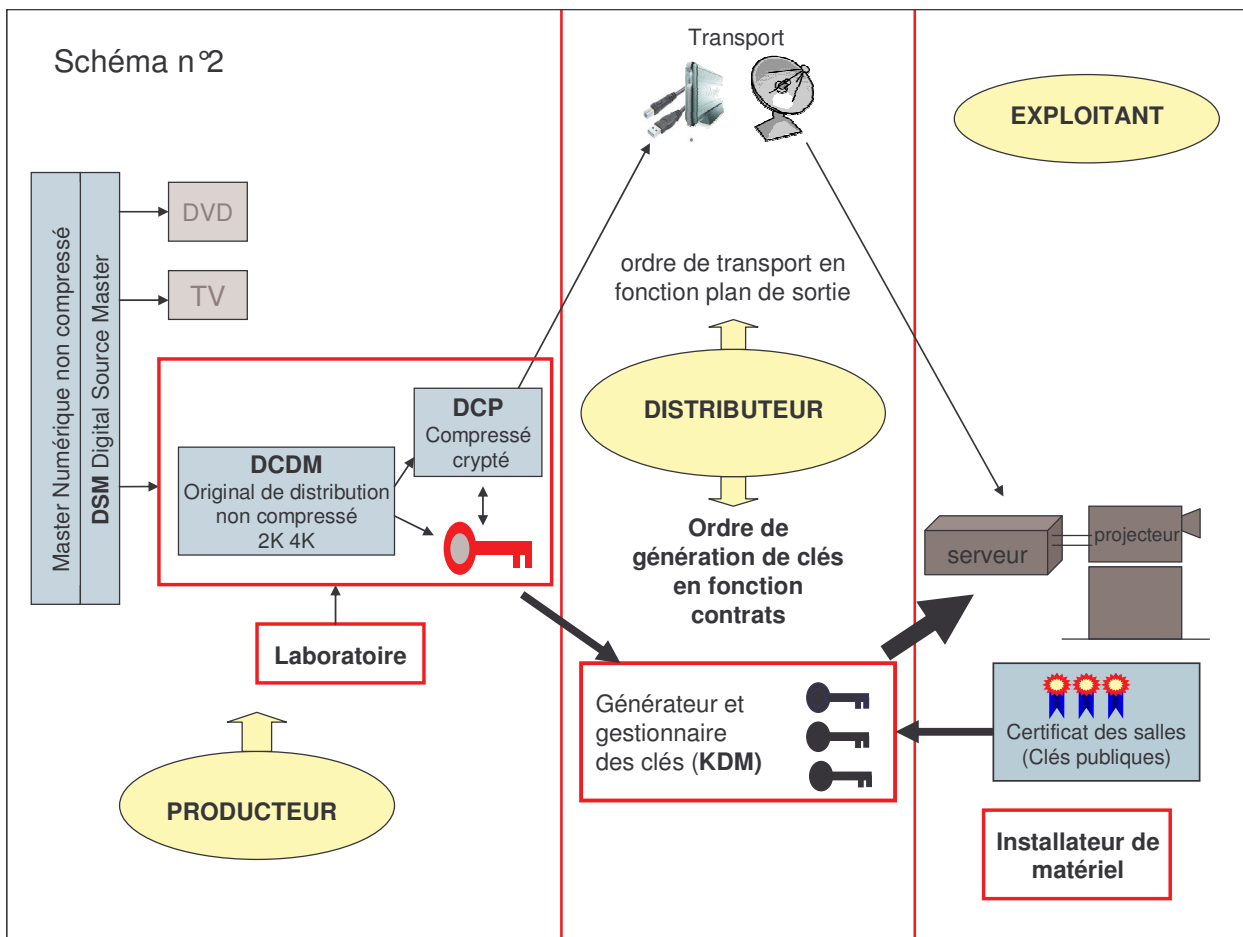 Schéma n°2
Master Numérique non compressé
DSM Digital Source Master
DVD
TV
DCDM
Original de distribution
non compressé
2K 4K
DCP
Compressé
crypté
Laboratoire
PRODUCTEUR
Transport
ordre de transport en
fonction plan de sortie
DISTRIBUTEUR
Ordre de
génération de clés
en fonction
contrats
Générateur et
gestionnaire
des clés (KDM)
EXPLOITANT
serveur
projecteur
Certificat des salles
(Clés publiques)
Installateur de
matériel